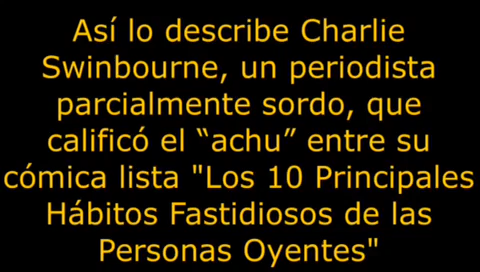 Así lo describe Charlie
Swinbourne, un periodista
parcialmente sordo, que
calificó el “achu” entre su
cómica lista "Los 10 Principales
Hábitos Fastidiosos de las
Personas Oyentes"